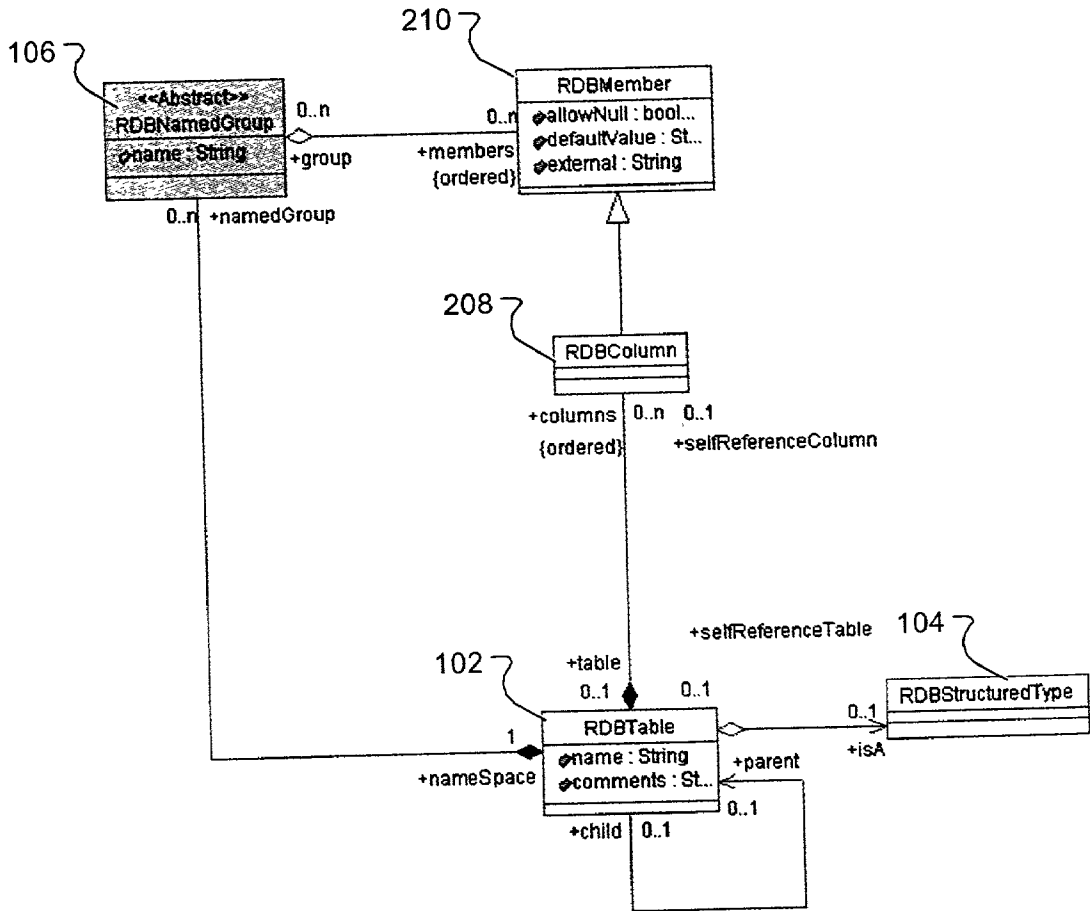 106
<<Abstract>>
RDBNamedGroup
name : String
0..n
+group
0..n
+members
{ordered}
210
RDBMember
allowNull : bool...
defaultValue : St...
external : String
0..n +namedGroup
208
RDBColumn
+columns 0..n 0..1
{ordered} +selfReferenceColumn
+selfReferenceTable
104
+table
0..1 0..1
102
RDBTable
name : String
comments : St...
1
+nameSpace
RDBStructuredType
0..1
+isA
+parent
0..1
+child 0..1